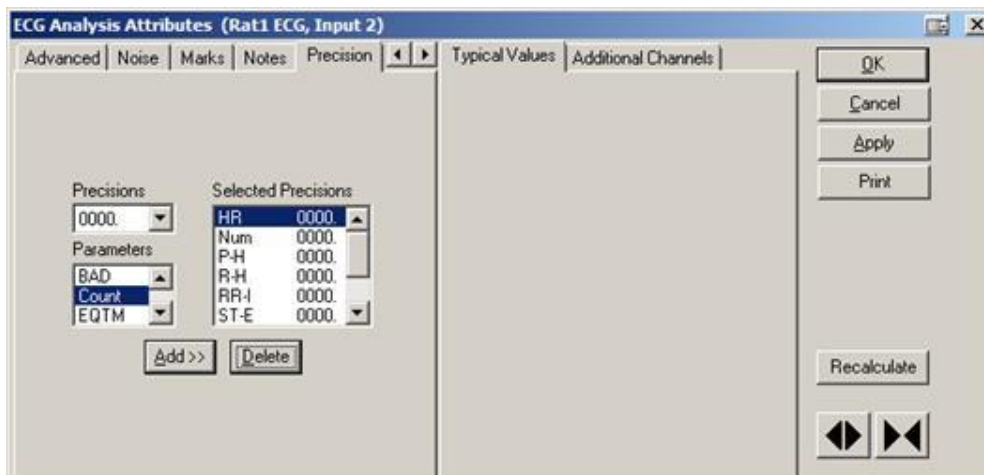 ECG Analysis Attributes (Rat1 ECG, Input 2)
Advanced Noise Marks Notes Precision
Typical Values Additional Channels
OK
Cancel
Apply
Print
Precisions
0000.
Parameters
BAD
Count
EQTM
Selected Precisions
HR 0000.
Num 0000.
P-H 0000.
R-H 0000.
RR-I 0000.
ST-E 0000.
Add >> Delete
Recalculate